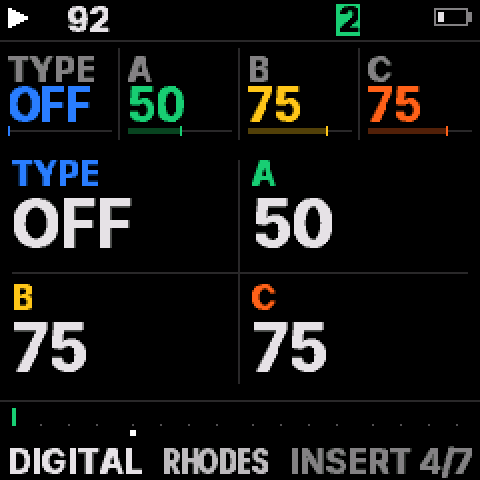 92 2
TYPE A B C
OFF 50 75 75
TYPE A
OFF 50
B C
75 75
DIGITAL RHODES INSERT 4/7